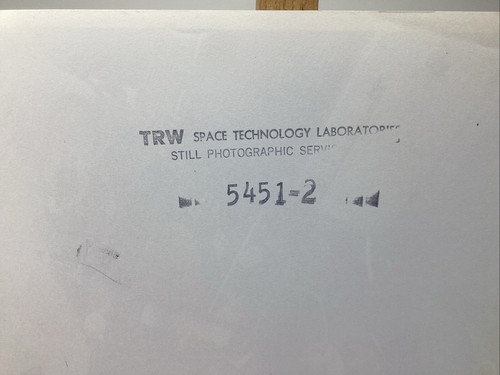 TRW SPACE TECHNOLOGY LABORATORIES
STILL PHOTOGRAPHIC
5451-2